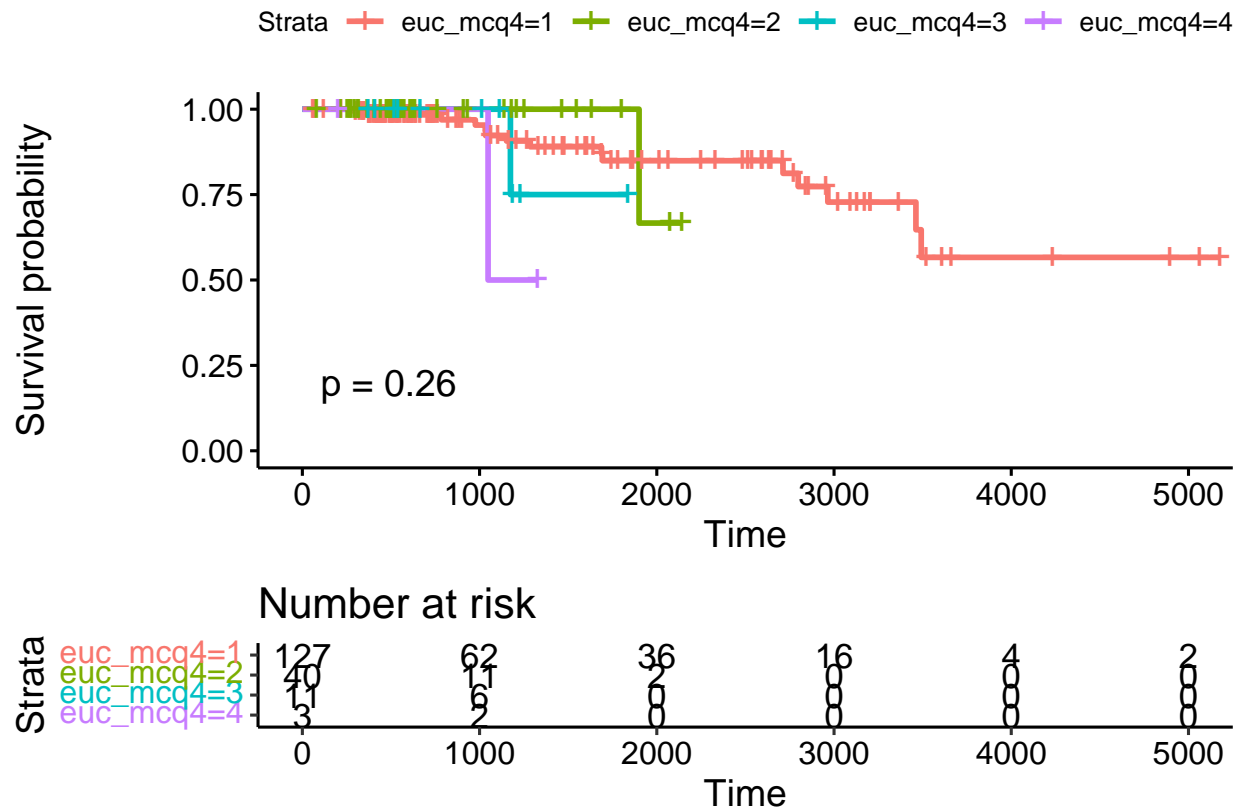 Strata euc_mcq4=1 euc_mcq4=2 euc_mcq4=3 euc_mcq4=4
Survival probability
1.00
0.75
0.50
0.25
0.00
p = 0.26
0 1000 2000 3000 4000 5000
Time
Number at risk
Strata
euc_mcq4=1 127 62 36 16 4 2
euc_mcq4=2 40 11 2 0 0 0
euc_mcq4=3 11 6 0 0 0 0
euc_mcq4=4 3 2 0 0 0 0
0 1000 2000 3000 4000 5000
Time